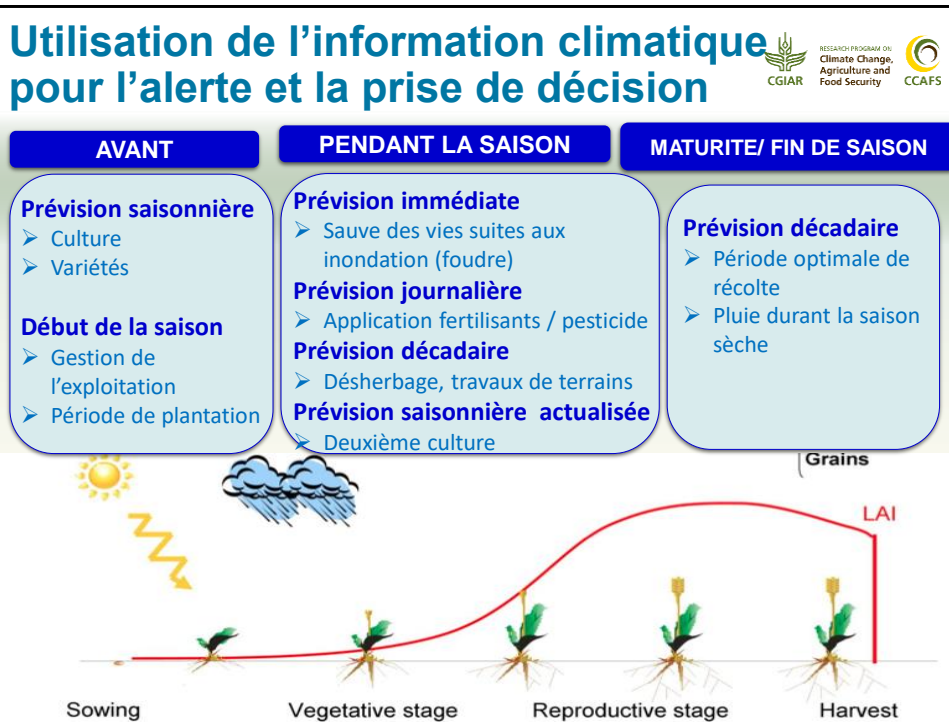 Utilisation de l’information climatique
pour l’alerte et la prise de décision
CGIAR
RESEARCH PROGRAM ON
Climate Change,
Agriculture and
Food Security
CCAFS
AVANT
Prévision saisonnière
➢ Culture
➢ Variétés
Début de la saison
➢ Gestion de
l’exploitation
➢ Période de plantation
PENDANT LA SAISON
Prévision immédiate
➢ Sauve des vies suites aux
inondation (foudre)
Prévision journalière
➢ Application fertilisants / pesticide
Prévision décadaire
➢ Désherbage, travaux de terrains
Prévision saisonnière actualisée
➢ Deuxième culture
MATURITE/ FIN DE SAISON
Prévision décadaire
➢ Période optimale de
récolte
➢ Pluie durant la saison
sèche
Grains
LAI
Sowing
Vegetative stage
Reproductive stage
Harvest